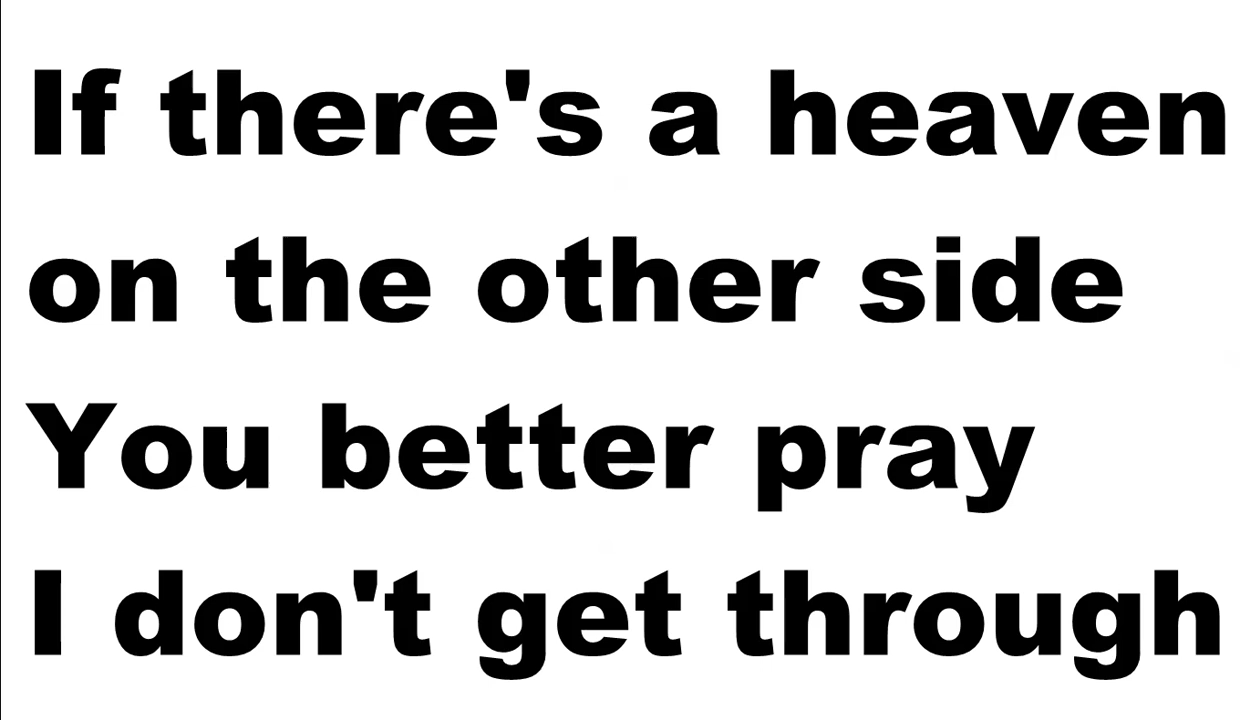 If there's a heaven
on the other side
You better pray
I don't get through